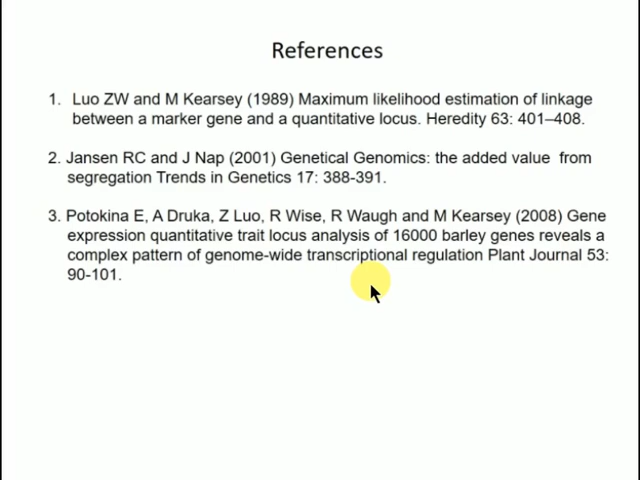 References
1. Luo ZW and M Kearsey (1989) Maximum likelihood estimation of linkage
between a marker gene and a quantitative locus. Heredity 63: 401–408.
2. Jansen RC and J Nap (2001) Genetical Genomics: the added value from
segregation Trends in Genetics 17: 388-391.
3. Potokina E, A Druka, Z Luo, R Wise, R Waugh and M Kearsey (2008) Gene
expression quantitative trait locus analysis of 16000 barley genes reveals a
complex pattern of genome-wide transcriptional regulation Plant Journal 53:
90-101.